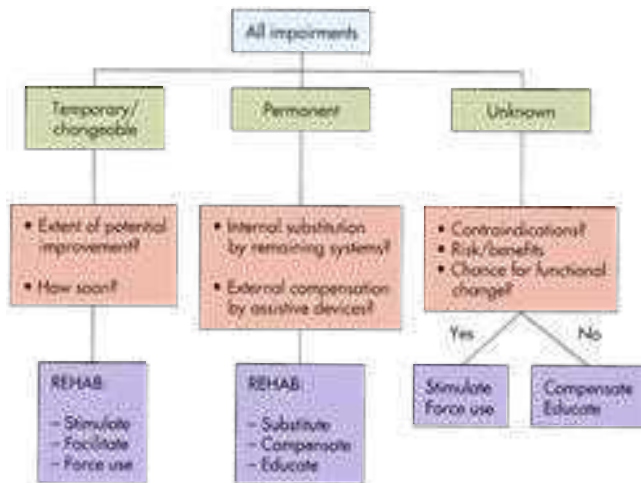 All impairments
Temporary/
changeable
Permanent
Unknown
• Extent of potential
improvement?
• How soon?
• Internal substitution
by remaining systems?
• External compensation
by assistive devices?
• Contraindications?
• Risk/benefits
• Chance for functional
change?
Yes
No
REHAB
– Stimulate
– Facilitate
– Force use
REHAB
– Substitute
– Compensate
– Educate
Stimulate
Force use
Compensate
Educate